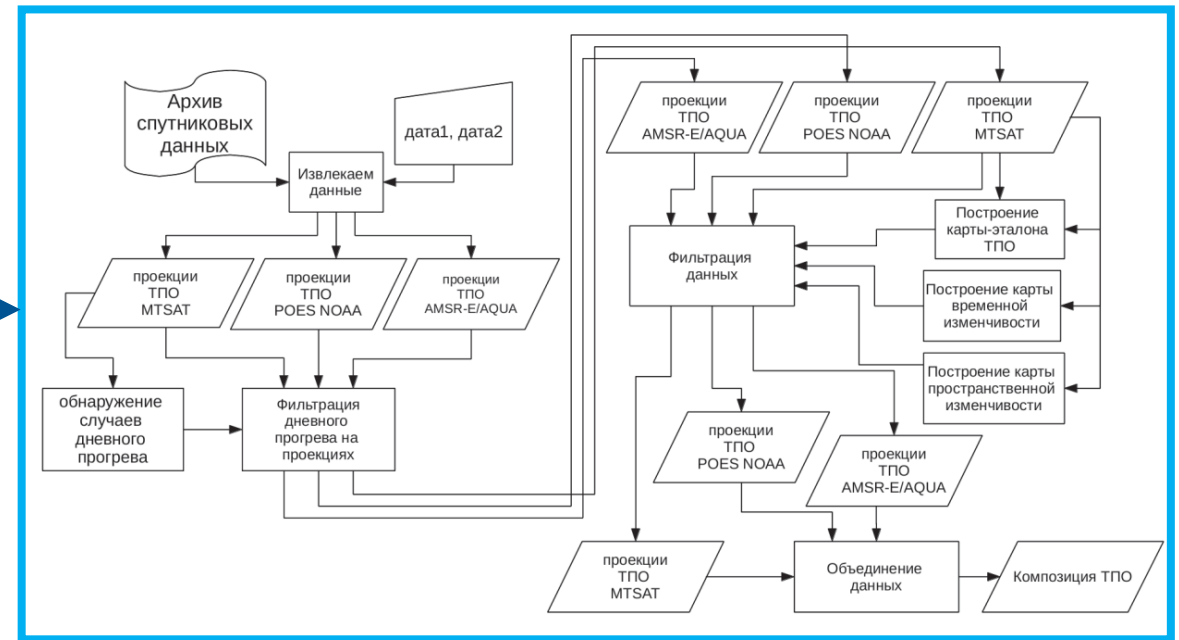 Архив
спутниковых
данных
дата1, дата2
Извлекаем
данные
проекции
ТПО
MTSAT
проекции
ТПО
POES NOAA
проекции
ТПО
AMSR-E/AQUA
обнаружение
случаев
дневного
прогрева
Фильтрация
дневного
прогрева на
проекциях
проекции
ТПО
AMSR-E/AQUA
проекции
ТПО
POES NOAA
проекции
ТПО
MTSAT
Построение
карты-эталона
ТПО
Фильтрация
данных
Построение карты
временной
изменчивости
Построение карты
пространственной
изменчивости
проекции
ТПО
POES NOAA
проекции
ТПО
AMSR-E/AQUA
проекции
ТПО
MTSAT
Объединение
данных
Композиция ТПО